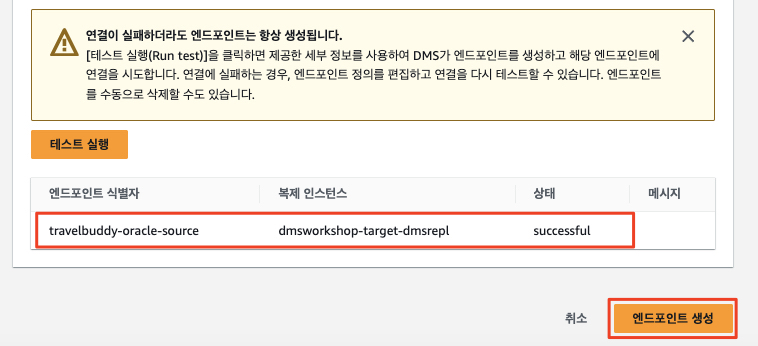 연결이 실패하더라도 엔드포인트는 항상 생성됩니다.
[테스트 실행(Run test)]을 클릭하면 제공한 세부 정보를 사용하여 DMS가 엔드포인트를 생성하고 해당 엔드포인트에
연결을 시도합니다. 연결에 실패하는 경우, 엔드포인트 정의를 편집하고 연결을 다시 테스트할 수 있습니다. 엔드포인트
를 수동으로 삭제할 수도 있습니다.
테스트 실행
엔드포인트 식별자 복제 인스턴스 상태 메시지
travelbuddy-oracle-source dmsworkshop-target-dmsrepl successful
취소 엔드포인트 생성